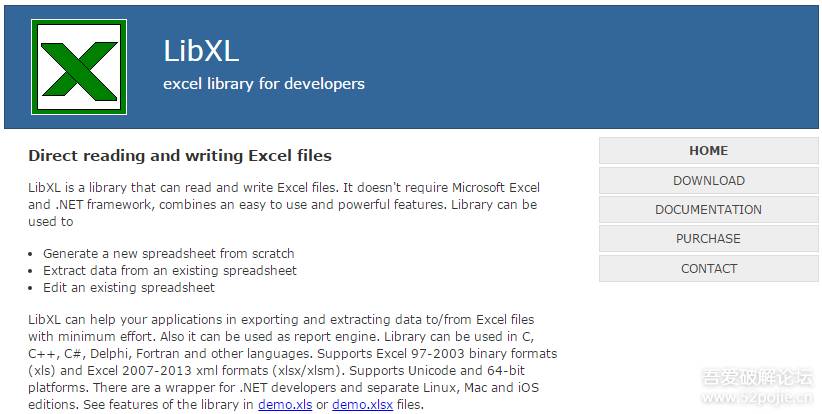 LibXL
excel library for developers
Direct reading and writing Excel files
LibXL is a library that can read and write Excel files. It doesn't require Microsoft Excel
and .NET framework, combines an easy to use and powerful features. Library can be
used to
• Generate a new spreadsheet from scratch
• Extract data from an existing spreadsheet
• Edit an existing spreadsheet
LibXL can help your applications in exporting and extracting data to/from Excel files
with minimum effort. Also it can be used as report engine. Library can be used in C,
C++, C#, Delphi, Fortran and other languages. Supports Excel 97-2003 binary formats
(xls) and Excel 2007-2013 xml formats (xlsx/xlsm). Supports Unicode and 64-bit
platforms. There are a wrapper for .NET developers and separate Linux, Mac and iOS
editions. See features of the library in demo.xls or demo.xlsx files.
HOME
DOWNLOAD
DOCUMENTATION
PURCHASE
CONTACT
吾爱破解论坛
www.52pojie.cn